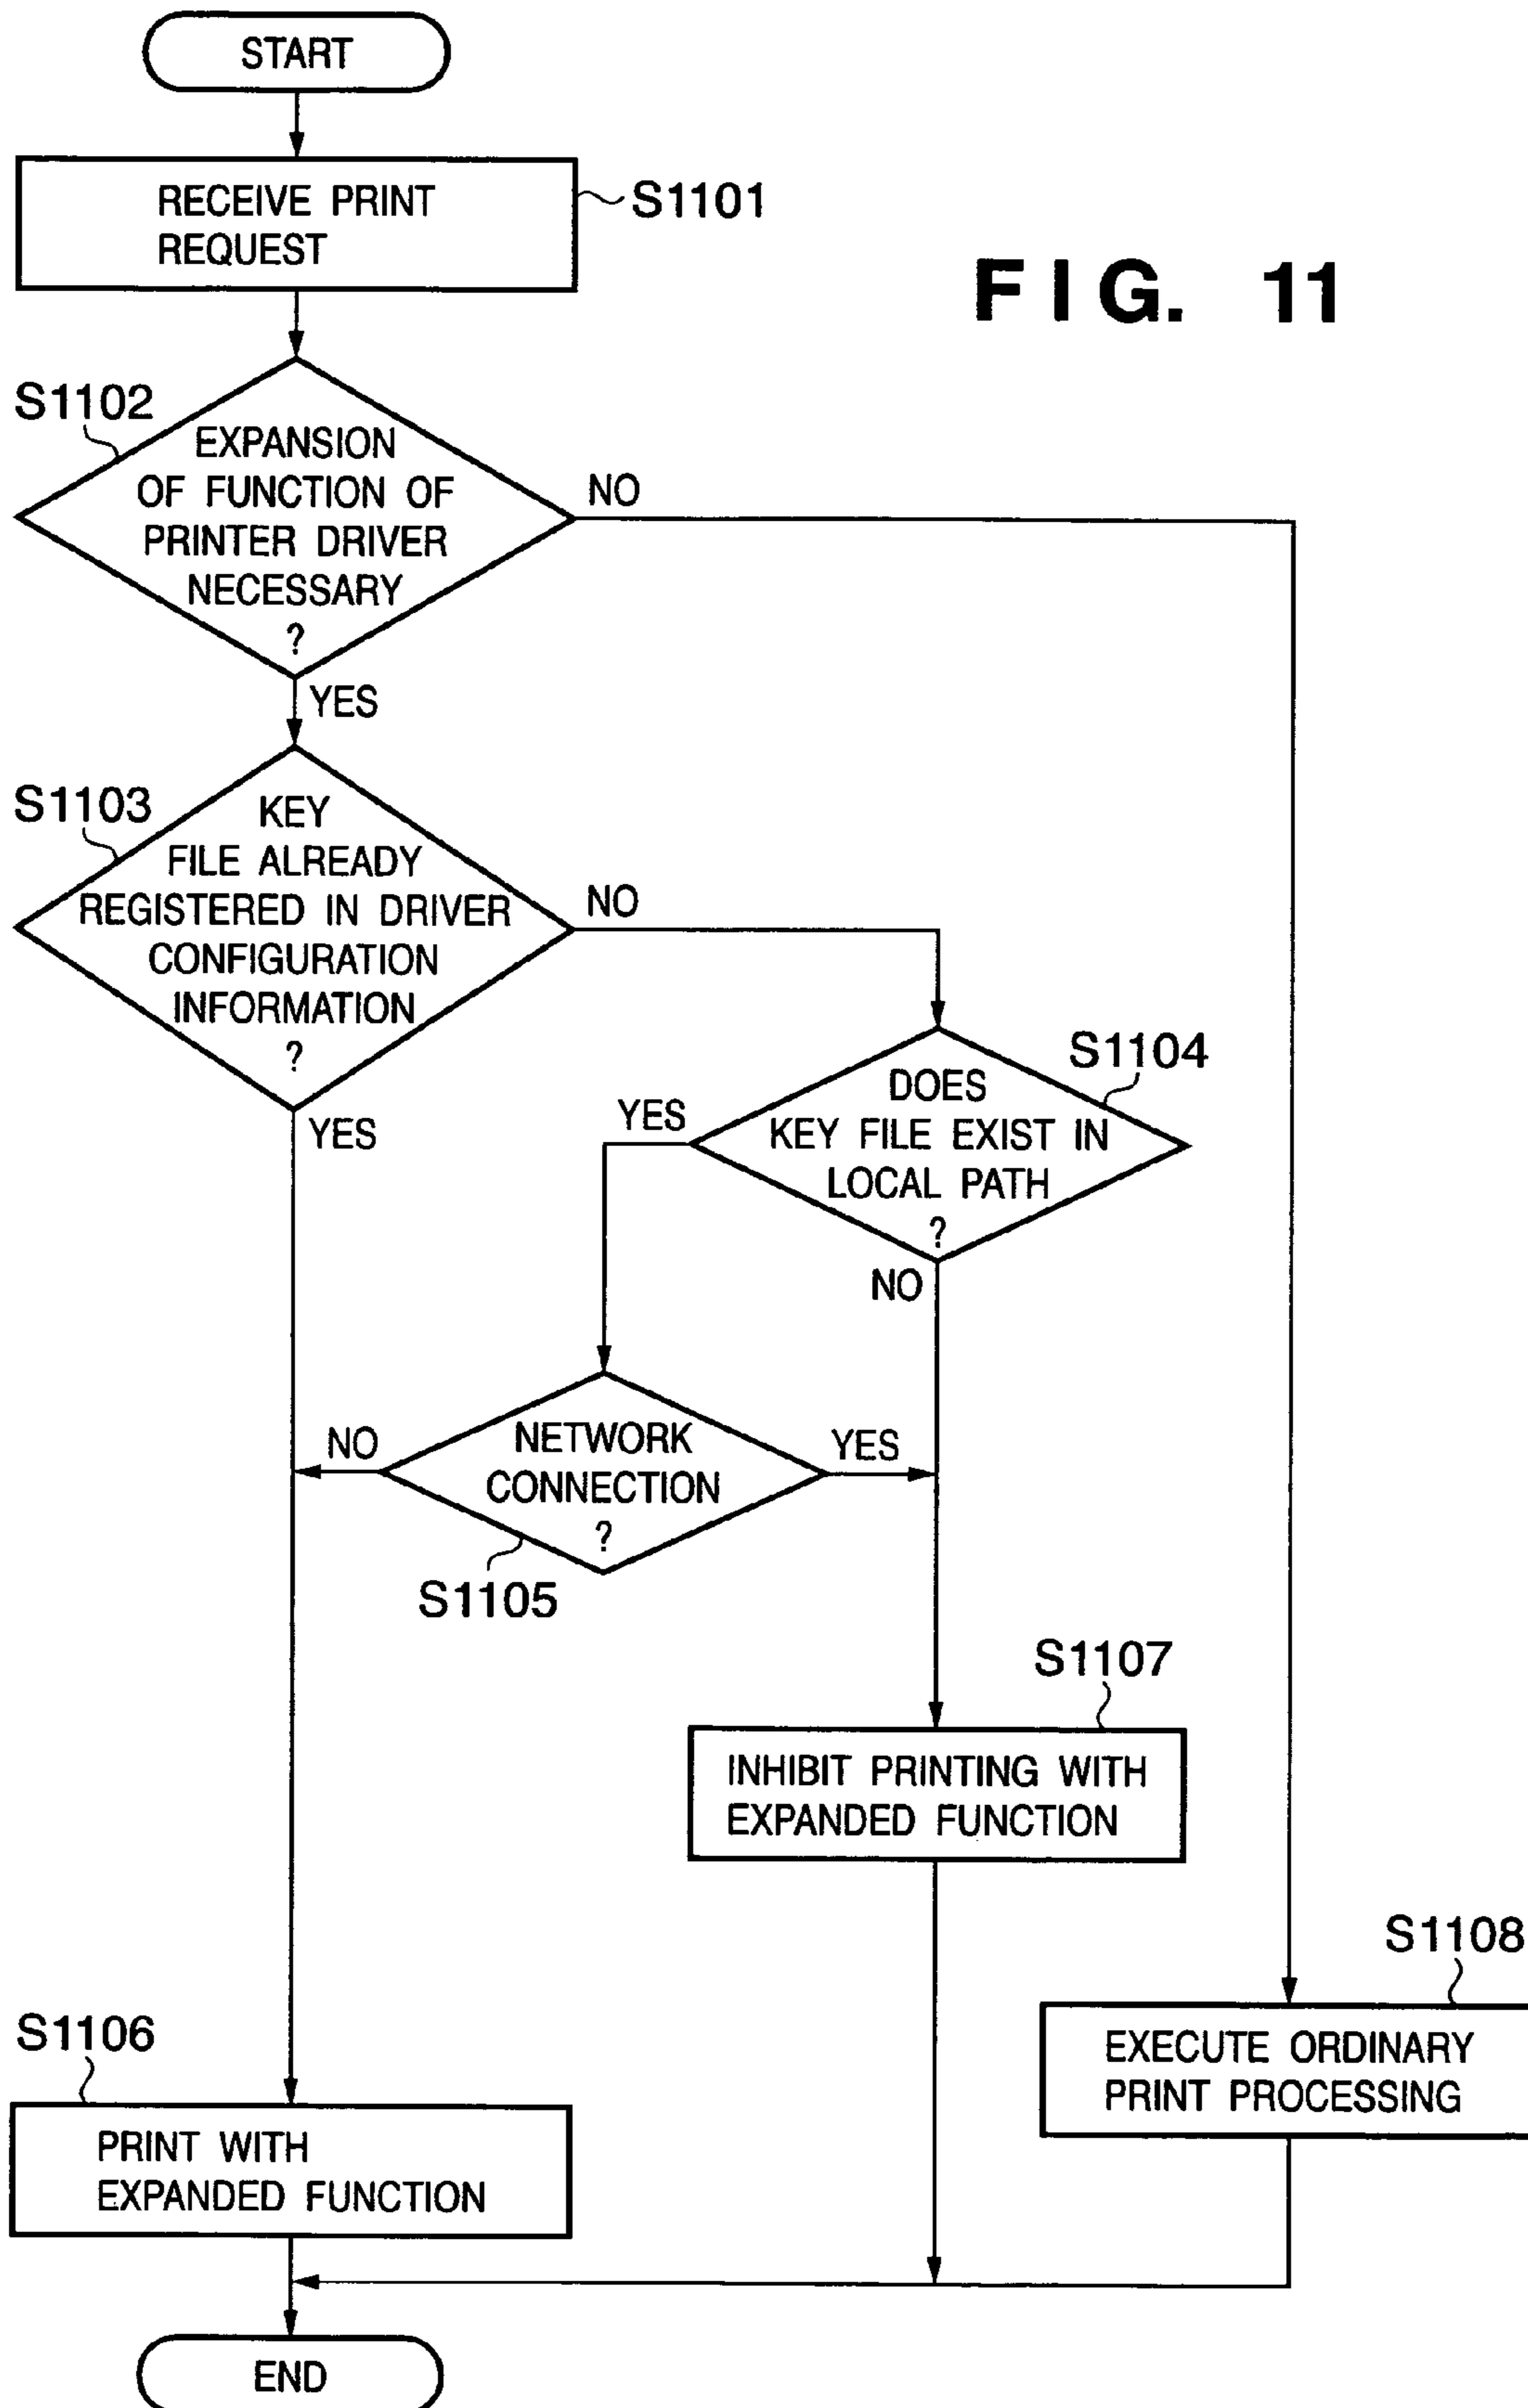 START
RECEIVE PRINT
REQUEST
S1101
FIG. 11
S1102
EXPANSION
OF FUNCTION OF
PRINTER DRIVER
NECESSARY
?
NO
YES
S1103
KEY
FILE ALREADY
REGISTERED IN DRIVER
CONFIGURATION
INFORMATION
?
NO
YES
S1104
DOES
KEY FILE EXIST IN
LOCAL PATH
?
YES
NO
NETWORK
CONNECTION
?
NO
YES
S1105
S1107
INHIBIT PRINTING WITH
EXPANDED FUNCTION
S1108
EXECUTE ORDINARY
PRINT PROCESSING
S1106
PRINT WITH
EXPANDED FUNCTION
END